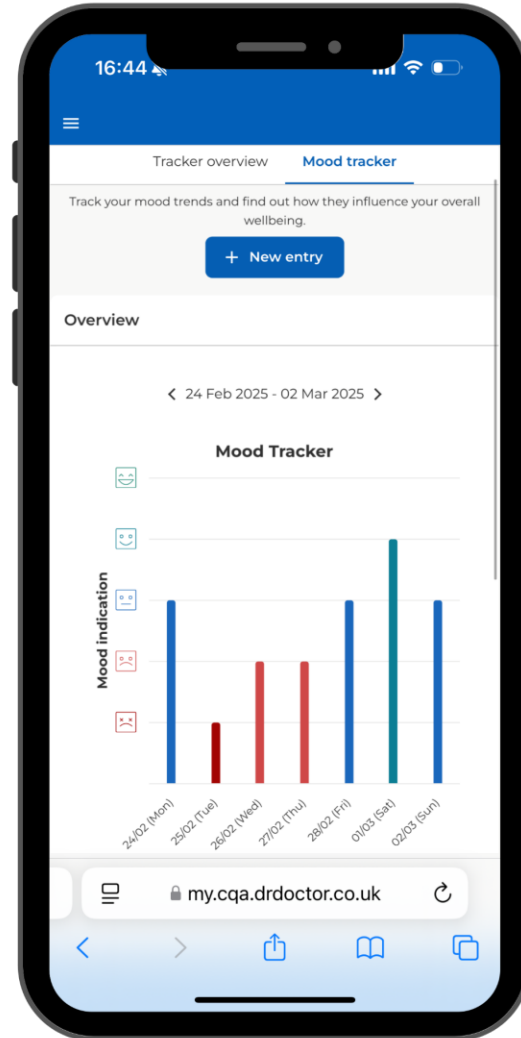 16:44
Tracker overview Mood tracker
Track your mood trends and find out how they influence your overall
wellbeing.
+ New entry
Overview
24 Feb 2025 - 02 Mar 2025
Mood Tracker
Mood indication
24/02 (Mon)
25/02 (Tue)
26/02 (Wed)
27/02 (Thu)
28/02 (Fri)
01/03 (Sat)
02/03 (Sun)
my.cqa.drdoctor.co.uk